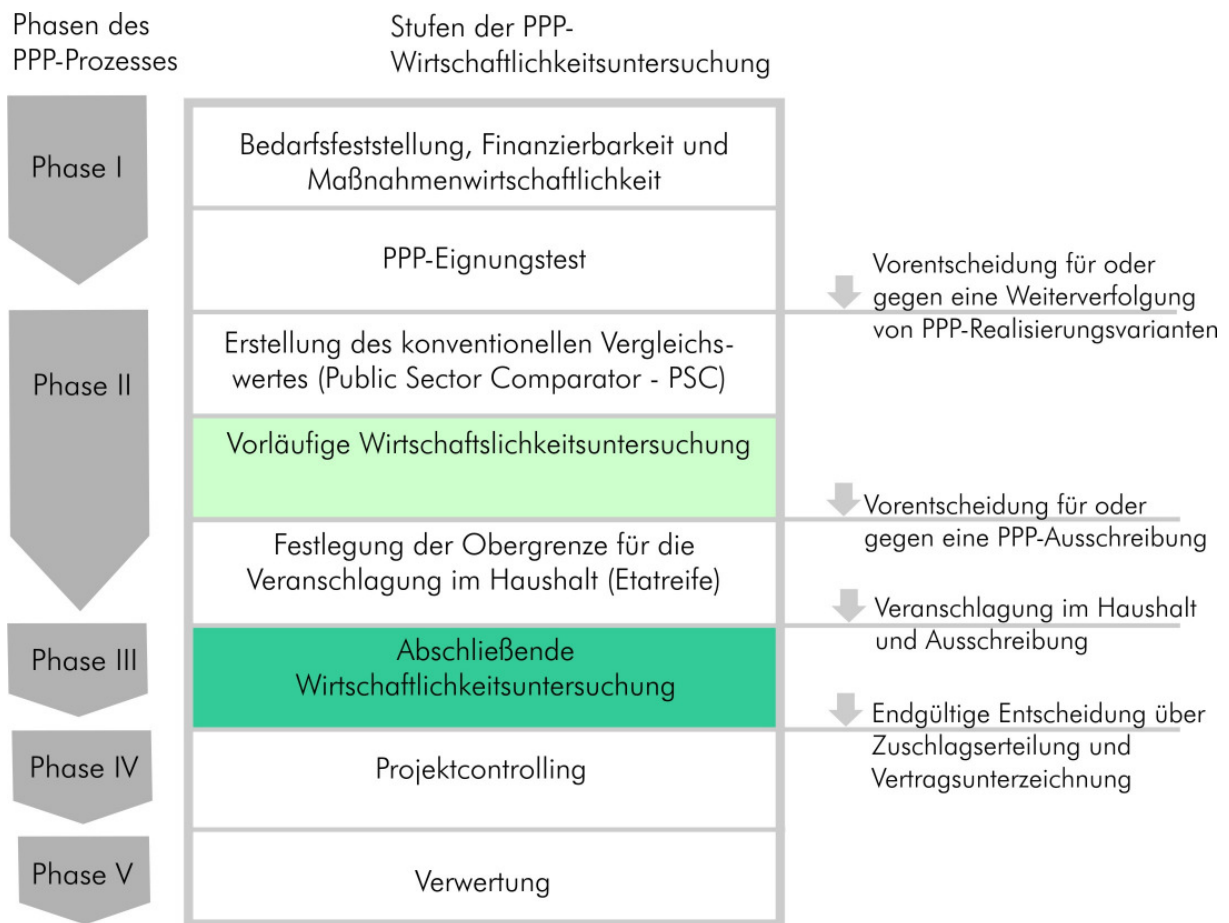 Phasen des
PPP-Prozesses
Stufen der PPP-
Wirtschaftlichkeitsuntersuchung
Phase I
Bedarfsfeststellung, Finanzierbarkeit und
Maßnahmenwirtschaftlichkeit
PPP-Eignungstest
Vorentscheidung für oder
gegen eine Weiterverfolgung
von PPP-Realisierungsvarianten
Phase II
Erstellung des konventionellen Vergleichs-
wertes (Public Sector Comparator - PSC)
Vorläufige Wirtschaftslichkeitsuntersuchung
Vorentscheidung für oder
gegen eine PPP-Ausschreibung
Festlegung der Obergrenze für die
Veranschlagung im Haushalt (Etatreife)
Veranschlagung im Haushalt
und Ausschreibung
Phase III
Abschließende
Wirtschaftlichkeitsuntersuchung
Endgültige Entscheidung über
Zuschlagserteilung und
Vertragsunterzeichnung
Phase IV
Projektcontrolling
Phase V
Verwertung